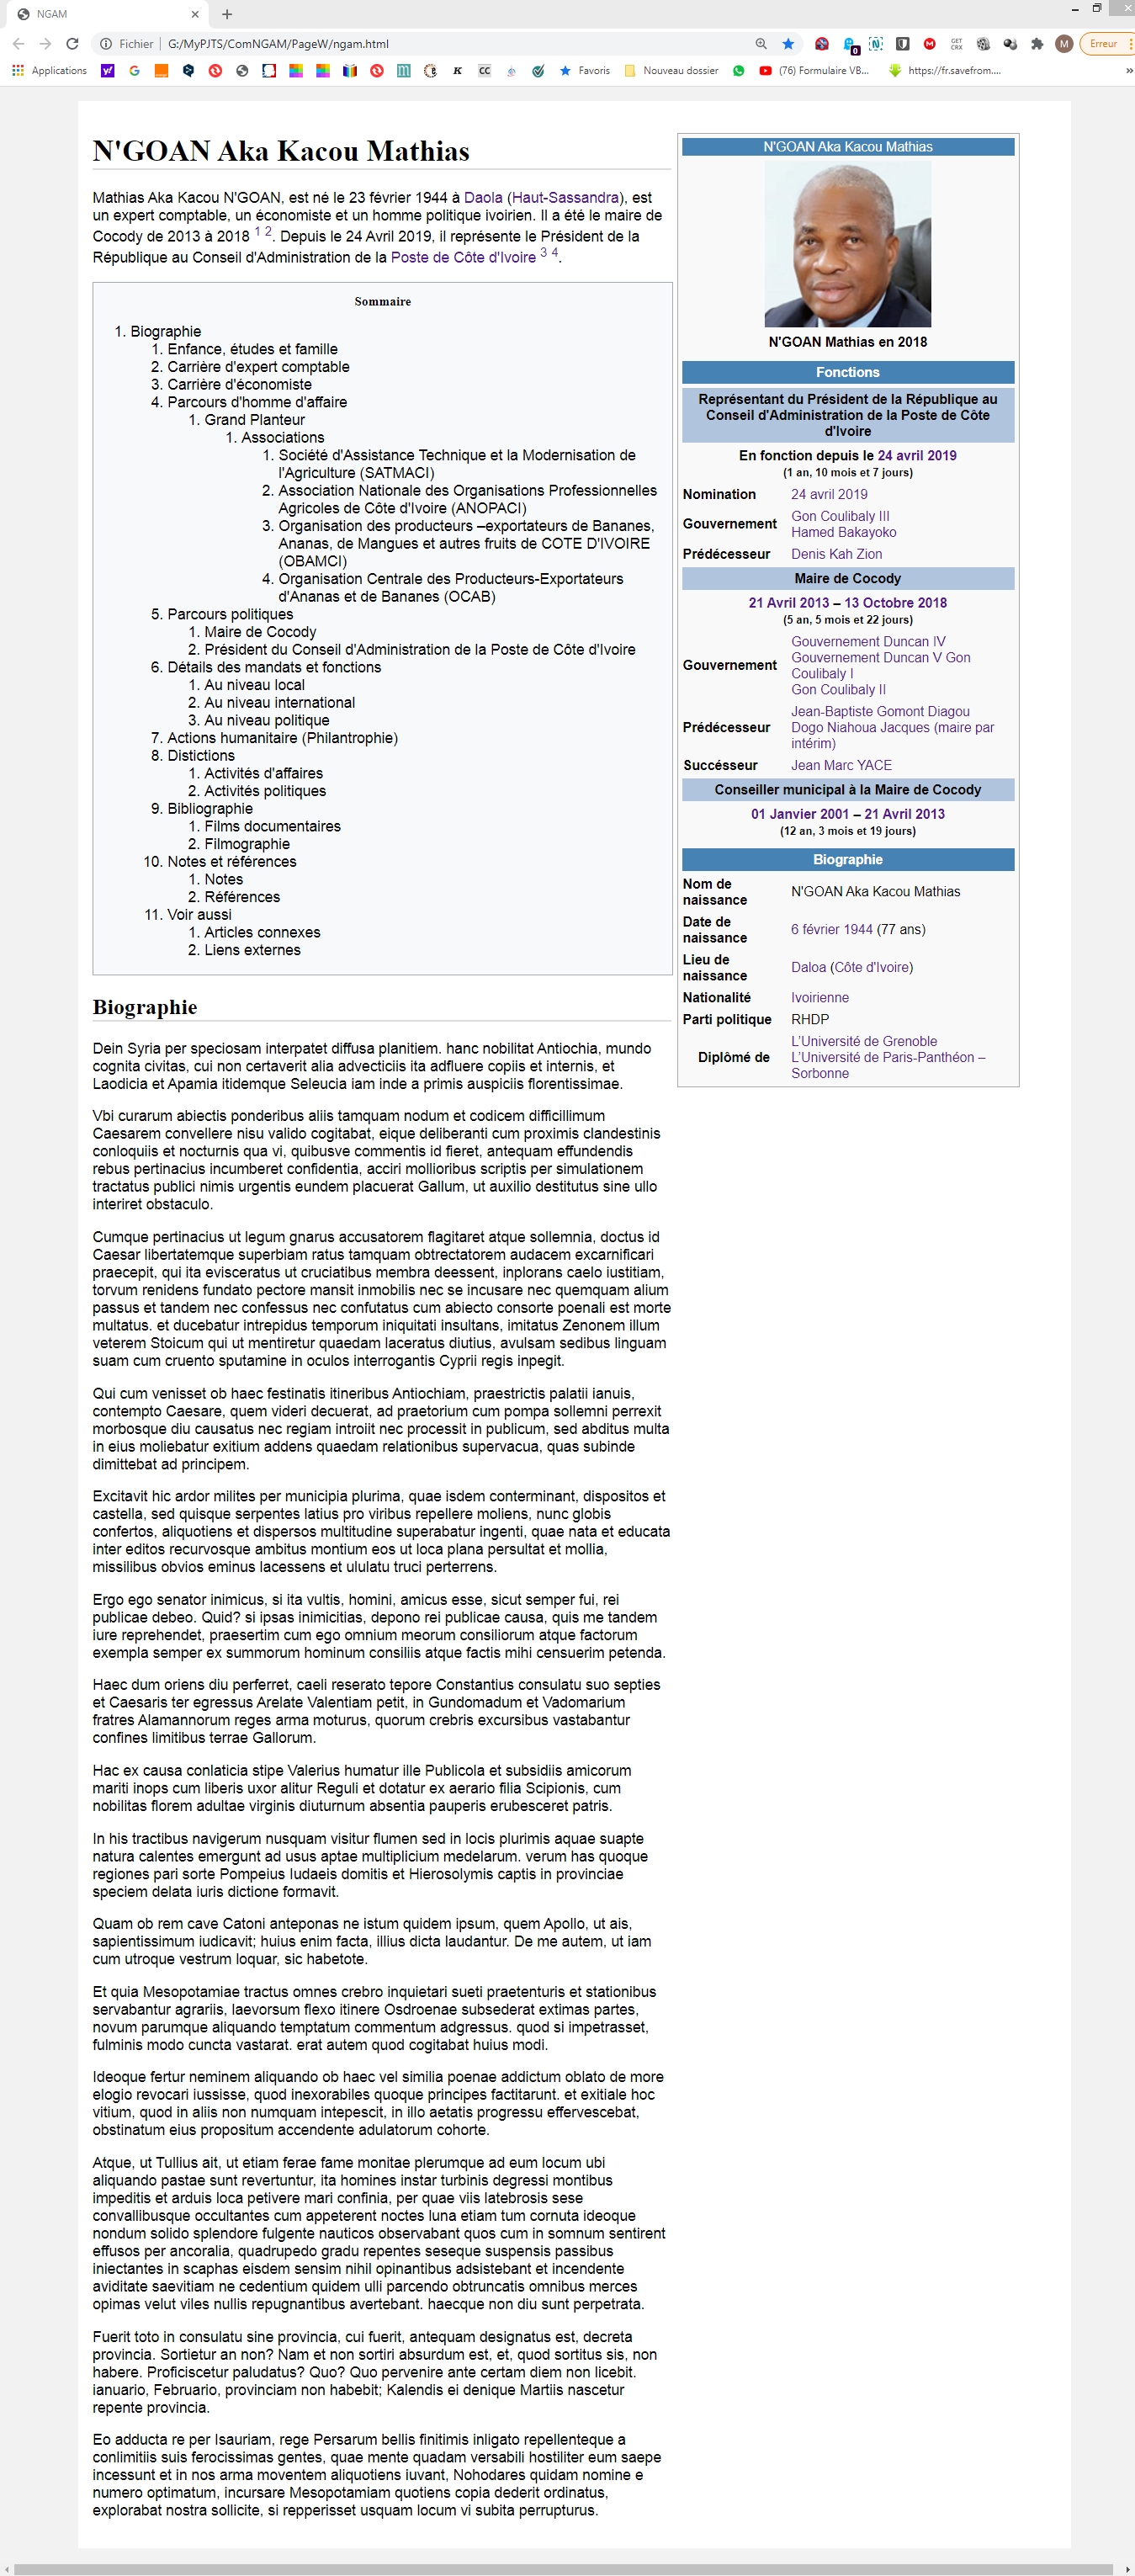 NGAM
Fichier
G:/MyPJTS/ComNGAM/PageW/ngam.html
GET
CRX
0
M
Erreur
Applications
Favoris
Nouveau dossier
(76) Formulaire VB...
https://fr.savefrom....
N'GOAN Aka Kacou Mathias
Mathias Aka Kacou N'GOAN, est né le 23 février 1944 à Daola (Haut-Sassandra), est
un expert comptable, un économiste et un homme politique ivoirien. Il a été le maire de
Cocody de 2013 à 2018 1 2. Depuis le 24 Avril 2019, il représente le Président de la
République au Conseil d'Administration de la Poste de Côte d'Ivoire 3 4.
Sommaire
1. Biographie
1. Enfance, études et famille
2. Carrière d'expert comptable
3. Carrière d'économiste
4. Parcours d'homme d'affaire
1. Grand Planteur
1. Associations
1. Société d'Assistance Technique et la Modernisation de
l'Agriculture (SATMACI)
2. Association Nationale des Organisations Professionnelles
Agricoles de Côte d'Ivoire (ANOPACI)
3. Organisation des producteurs –exportateurs de Bananes,
Ananas, de Mangues et autres fruits de COTE D'IVOIRE
(OBAMCI)
4. Organisation Centrale des Producteurs-Exportateurs
d'Ananas et de Bananes (OCAB)
5. Parcours politiques
1. Maire de Cocody
2. Président du Conseil d'Administration de la Poste de Côte d'Ivoire
6. Détails des mandats et fonctions
1. Au niveau local
2. Au niveau international
3. Au niveau politique
7. Actions humanitaire (Philantrophie)
8. Distictions
1. Activités d'affaires
2. Activités politiques
9. Bibliographie
1. Films documentaires
2. Filmographie
10. Notes et références
1. Notes
2. Références
11. Voir aussi
1. Articles connexes
2. Liens externes
N'GOAN Aka Kacou Mathias
N'GOAN Mathias en 2018
Fonctions
Représentant du Président de la République au
Conseil d'Administration de la Poste de Côte
d'Ivoire
En fonction depuis le 24 avril 2019
(1 an, 10 mois et 7 jours)
Nomination 24 avril 2019
Gouvernement Gon Coulibaly III
Hamed Bakayoko
Prédécesseur Denis Kah Zion
Maire de Cocody
21 Avril 2013 – 13 Octobre 2018
(5 an, 5 mois et 22 jours)
Gouvernement Gouvernement Duncan IV
Gouvernement Duncan V Gon
Coulibaly I
Gon Coulibaly II
Prédécesseur Jean-Baptiste Gomont Diagou
Dogo Niahoua Jacques (maire par
intérim)
Succésseur Jean Marc YACE
Conseiller municipal à la Maire de Cocody
01 Janvier 2001 – 21 Avril 2013
(12 an, 3 mois et 19 jours)
Biographie
Nom de
naissance N'GOAN Aka Kacou Mathias
Date de
naissance 6 février 1944 (77 ans)
Lieu de
naissance Daloa (Côte d'Ivoire)
Nationalité Ivoirienne
Parti politique RHDP
Diplômé de L'Université de Grenoble
L'Université de Paris-Panthéon –
Sorbonne
Biographie
Dein Syria per speciosam interpatet diffusa planitiem. hanc nobilitat Antiochia, mundo
cognita civitas, cui non certaverit alia advecticiis ita adfluere copiis et internis, et
Laodicia et Apamia itidemque Seleucia iam inde a primis auspiciis florentissimae.
Vbi curarum abiectis ponderibus aliis tamquam nodum et codicem difficillimum
Caesarem convellere nisu valido cogitabat, eique deliberanti cum proximis clandestinis
conloquiis et nocturnis qua vi, quibusve commentis id fieret, antequam effundendis
rebus pertinacius incumberet confidentia, acciri mollioribus scriptis per simulationem
tractatus publici nimis urgentis eundem placuerat Gallum, ut auxilio destitutus sine ullo
interiret obstaculo.
Cumque pertinacius ut legum gnarus accusatorem flagitaret atque sollemnia, doctus id
Caesar libertatemque superbiam ratus tamquam obtrectatorem audacem excarnificari
praecepit, qui ita evisceratus ut cruciatibus membra deessent, inplorans caelo iustitiam,
torvum renidens fundato pectore mansit inmobilis nec se incusare nec quemquam alium
passus et tandem nec confessus nec confutatus cum abiecto consorte poenali est morte
multatus. et ducebatur intrepidus temporum iniquitati insultans, imitatus Zenonem illum
veterem Stoicum qui ut mentiretur quaedam laceratus diutius, avulsam sedibus linguam
suam cum cruento sputamine in oculos interrogantis Cyprii regis inpegit.
Qui cum venisset ob haec festinatis itineribus Antiochiam, praestrictis palatii ianuis,
contempto Caesare, quem videri decuerat, ad praetorium cum pompa sollemni perrexit
morbosque diu causatus nec regiam introiit nec processit in publicum, sed abditus multa
in eius moliebatur exitium addens quaedam relationibus supervacua, quas subinde
dimittebat ad principem.
Excitavit hic ardor milites per municipia plurima, quae isdem conterminant, dispositos et
castella, sed quisque serpentes latius pro viribus repellere moliens, nunc globis
confertos, aliquotiens et dispersos multitudine superabatur ingenti, quae nata et educata
inter editos recurvosque ambitus montium eos ut loca plana persultat et mollia,
missilibus obvios eminus lacessens et ululatu truci perterrens.
Ergo ego senator inimicus, si ita vultis, homini, amicus esse, sicut semper fui, rei
publicae debeo. Quid? si ipsas inimicitias, depono rei publicae causa, quis me tandem
iure reprehendet, praesertim cum ego omnium meorum consiliorum atque factorum
exempla semper ex summorum hominum consiliis atque factis mihi censuerim petenda.
Haec dum oriens diu perferret, caeli reserato tepore Constantius consulatu suo septies
et Caesaris ter egressus Arelate Valentiam petit, in Gundomadum et Vadomarium
fratres Alamannorum reges arma moturus, quorum crebris excursibus vastabantur
confines limitibus terrae Gallorum.
Hac ex causa conlaticia stipe Valerius humatur ille Publicola et subsidiis amicorum
mariti inops cum liberis uxor alitur Reguli et dotatur ex aerario filia Scipionis, cum
nobilitas florem adultae virginis diuturnum absentia pauperis erubesceret patris.
In his tractibus navigerum nusquam visitur flumen sed in locis plurimis aquae suapte
natura calentes emergunt ad usus aptae multiplicium medelarum. verum has quoque
regiones pari sorte Pompeius Iudaeis domitis et Hierosolymis captis in provinciae
speciem delata iuris dictione formavit.
Quam ob rem cave Catoni anteponas ne istum quidem ipsum, quem Apollo, ut ais,
sapientissimum iudicavit; huius enim facta, illius dicta laudantur. De me autem, ut iam
cum utroque vestrum loquar, sic habetote.
Et quia Mesopotamiae tractus omnes crebro inquietari sueti praetenturis et stationibus
servabantur agrariis, laevorsum flexo itinere Osdroenae subsederat extimas partes,
novum parumque aliquando temptatum commentum adgressus. quod si impetrasset,
fulminis modo cuncta vastarat. erat autem quod cogitabat huius modi.
Ideoque fertur neminem aliquando ob haec vel similia poenae addictum oblato de more
elogio revocari iussisse, quod inexorabiles quoque principes factitarunt. et exitiale hoc
vitium, quod in aliis non numquam intepescit, in illo aetatis progressu effervescebat,
obstinatum eius propositum accendente adulatorum cohorte.
Atque, ut Tullius ait, ut etiam ferae fame monitae plerumque ad eum locum ubi
aliquando pastae sunt revertuntur, ita homines instar turbinis degressi montibus
impeditis et arduis loca petivere mari confinia, per quae viis latebrosis sese
convallibusque occultantes cum appeterent noctes luna etiam tum cornuta ideoque
nondum solido splendore fulgente nauticos observabant quos cum in somnum sentirent
effusos per ancoralia, quadrupedo gradu repentes seseque suspensis passibus
iniectantes in scaphas eisdem sensim nihil opinantibus adsistebant et incendente
aviditate saevitiam ne cedentium quidem ulli parcendo obtruncatis omnibus merces
opimas velut viles nullis repugnantibus avertebant. haecque non diu sunt perpetrata.
Fuerit toto in consulatu sine provincia, cui fuerit, antequam designatus est, decreta
provincia. Sortietur an non? Nam et non sortiri absurdum est, et, quod sortitus sis, non
habere. Proficiscetur paludatus? Quo? Quo pervenire ante certam diem non licebit.
ianuario, Februario, provinciam non habebit; Kalendis ei denique Martiis nascetur
repente provincia.
Eo adducta re per Isauriam, rege Persarum bellis finitimis inligato repellenteque a
conlimitiis suis ferocissimas gentes, quae mente quadam versabili hostiliter eum saepe
incessunt et in nos arma moventem aliquotiens iuvant, Nohodares quidam nomine e
numero optimatum, incursare Mesopotamiam quotiens copia dederit ordinatus,
explorabat nostra sollicite, si repperisset usquam locum vi subita perrupturus.